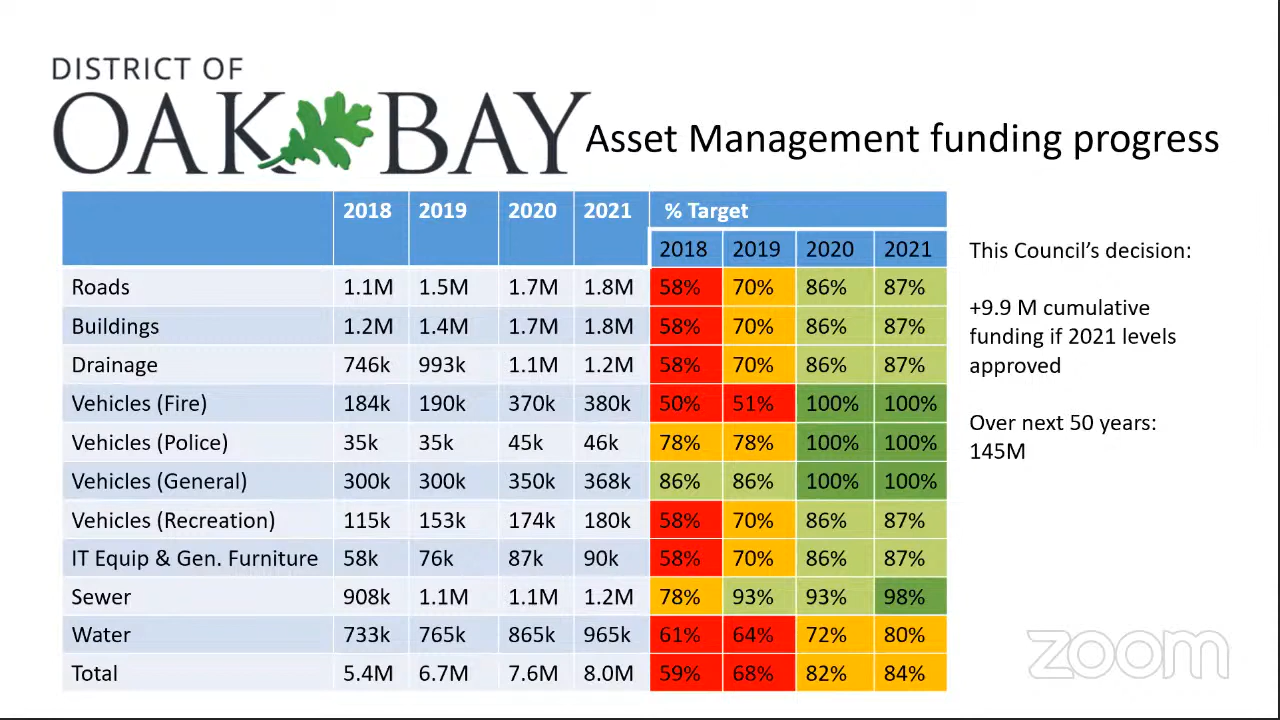 DISTRICT OF
OAK BAY
Asset Management funding progress
2018 2019 2020 2021 % Target
2018 2019 2020 2021
Roads 1.1M 1.5M 1.7M 1.8M 58% 70% 86% 87%
Buildings 1.2M 1.4M 1.7M 1.8M 58% 70% 86% 87%
Drainage 746k 993k 1.1M 1.2M 58% 70% 86% 87%
Vehicles (Fire) 184k 190k 370k 380k 50% 51% 100% 100%
Vehicles (Police) 35k 35k 45k 46k 78% 78% 100% 100%
Vehicles (General) 300k 300k 350k 368k 86% 86% 100% 100%
Vehicles (Recreation) 115k 153k 174k 180k 58% 70% 86% 87%
IT Equip & Gen. Furniture 58k 76k 87k 90k 58% 70% 86% 87%
Sewer 908k 1.1M 1.1M 1.2M 78% 93% 93% 98%
Water 733k 765k 865k 965k 61% 64% 72% 80%
Total 5.4M 6.7M 7.6M 8.0M 59% 68% 82% 84%
This Council's decision:
+9.9 M cumulative
funding if 2021 levels
approved
Over next 50 years:
145M
zoom